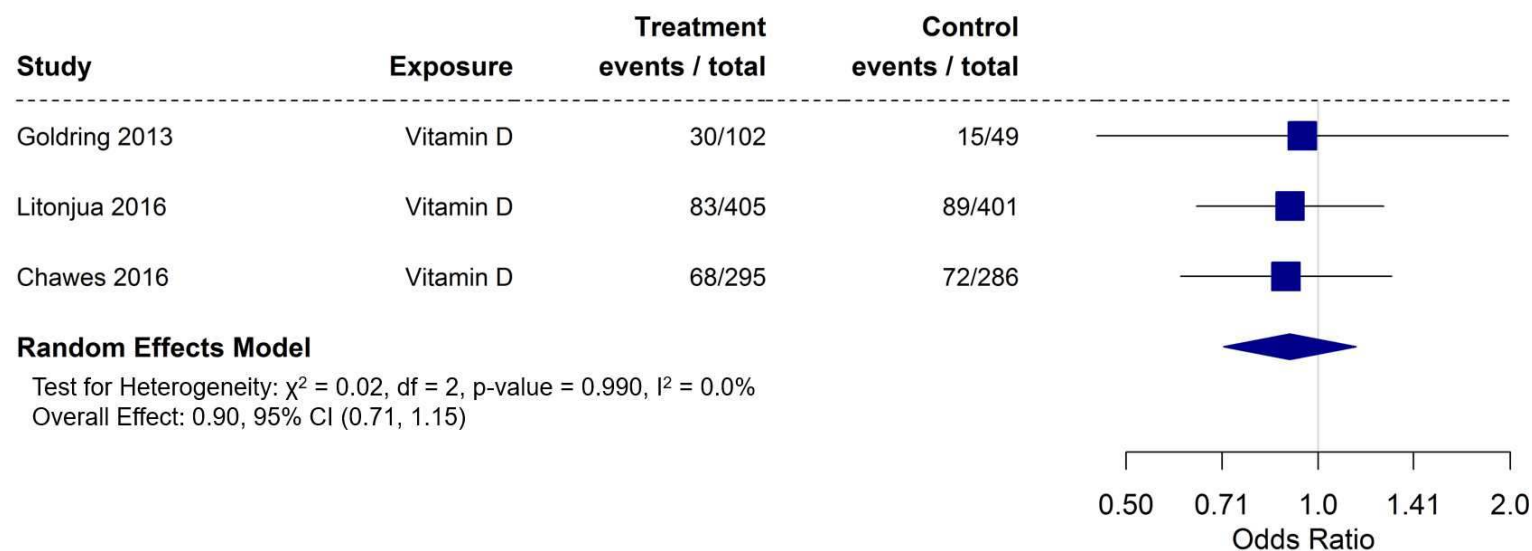 Treatment Control
Study Exposure events / total events / total
Goldring 2013 Vitamin D 30/102 15/49
Litonjua 2016 Vitamin D 83/405 89/401
Chawes 2016 Vitamin D 68/295 72/286
Random Effects Model
Test for Heterogeneity: χ² = 0.02, df = 2, p-value = 0.990, I² = 0.0%
Overall Effect: 0.90, 95% CI (0.71, 1.15)
0.50 0.71 1.0 1.41 2.0
Odds Ratio